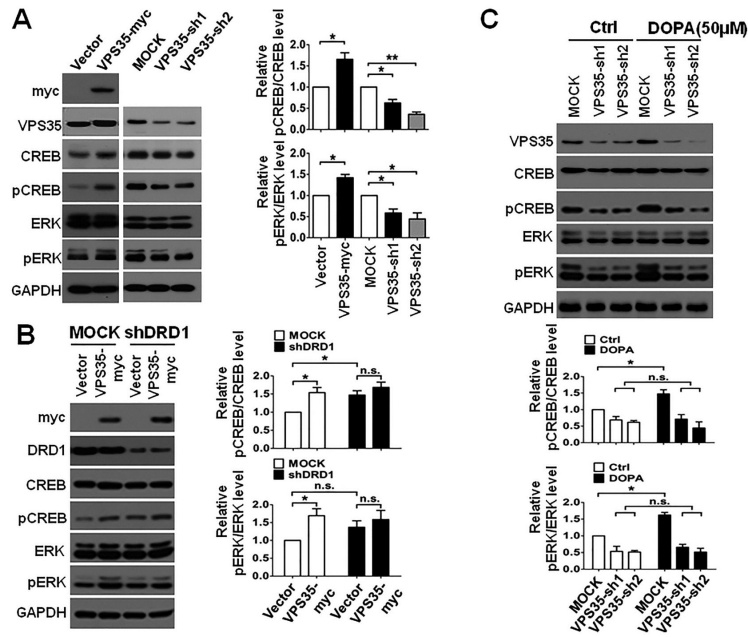 A
Vector
VPS35-myc
MOCK
VPS35-sh1
VPS35-sh2
myc
VPS35
CREB
pCREB
ERK
pERK
GAPDH
Relative
pCREB/CREB level
2.0
1.5
1.0
0.5
0.0
*
*
**
Relative
pERK/ERK level
2.0
1.5
1.0
0.5
0.0
*
*
*
Vector
VPS35-myc
MOCK
VPS35-sh1
VPS35-sh2
B
MOCK shDRD1
Vector
VPS35-
myc
Vector
VPS35-
myc
myc
DRD1
CREB
pCREB
ERK
pERK
GAPDH
MOCK
shDRD1
Relative
pCREB/CREB level
2.5
2.0
1.5
1.0
0.5
0.0
*
*
n.s.
MOCK
shDRD1
Relative
pERK/ERK level
2.5
2.0
1.5
1.0
0.5
0.0
n.s.
*
n.s.
Vector
VPS35-
myc
Vector
VPS35-
myc
C
Ctrl
DOPA(50μM)
MOCK
VPS35-sh1
VPS35-sh2
MOCK
VPS35-sh1
VPS35-sh2
VPS35
CREB
pCREB
ERK
pERK
GAPDH
Ctrl
DOPA
Relative
pCREB/CREB level
2.0
1.5
1.0
0.5
0.0
*
n.s.
Ctrl
DOPA
Relative
pERK/ERK level
2.0
1.5
1.0
0.5
0.0
*
n.s.
MOCK
VPS35-sh1
VPS35-sh2
MOCK
VPS35-sh1
VPS35-sh2